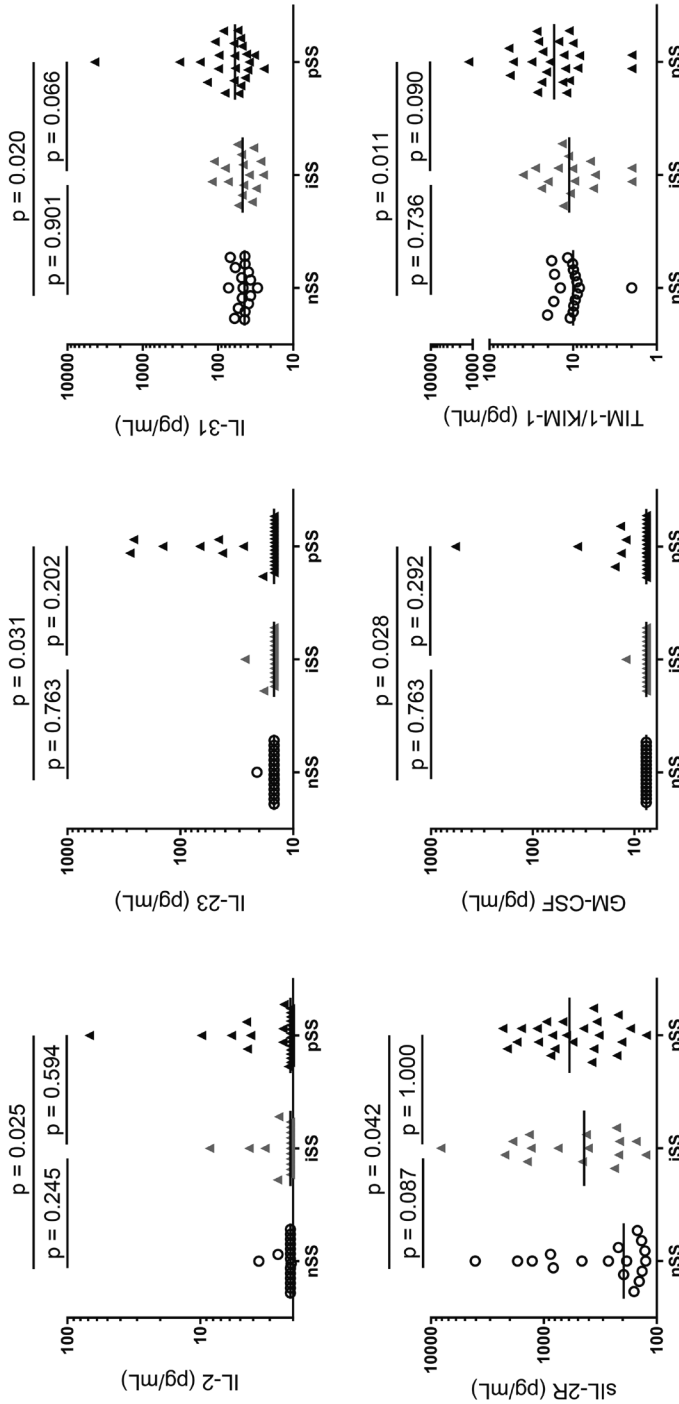 p = 0.025
p = 0.245 p = 0.594
IL-2 (pg/mL)
100
10
1
nSS iSS pSS
p = 0.031
p = 0.763 p = 0.202
IL-23 (pg/mL)
1000
100
10
nSS iSS pSS
p = 0.020
p = 0.901 p = 0.066
IL-31 (pg/mL)
10000
1000
100
10
nSS iSS pSS
p = 0.042
p = 0.087 p = 1.000
sIL-2R (pg/mL)
10000
1000
100
nSS iSS pSS
p = 0.028
p = 0.763 p = 0.292
GM-CSF (pg/mL)
1000
100
10
nSS iSS pSS
p = 0.011
p = 0.736 p = 0.090
TIM-1/KIM-1 (pg/mL)
10000
1000
100
10
1
nSS iSS pSS